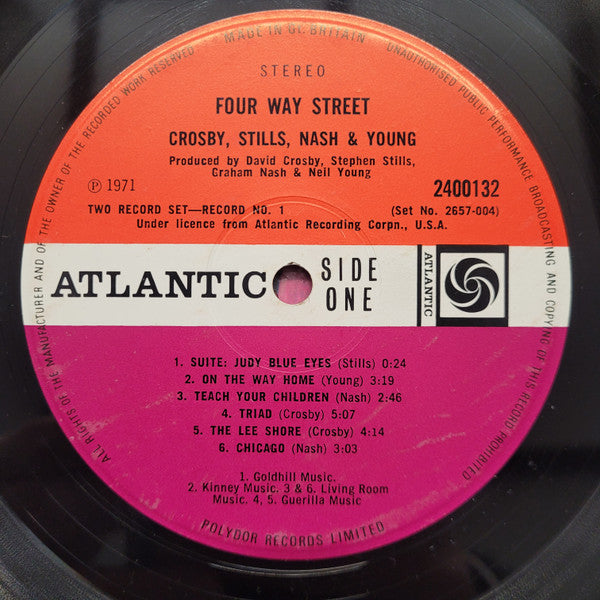 MADE IN GT. BRITAIN
ALL RIGHTS OF THE MANUFACTURER AND OF THE OWNER OF THE RECORDED WORK RESERVED
UNAUTHORISED PUBLIC PERFORMANCE BROADCASTING AND COPYING OF THIS RECORD PROHIBITED
STEREO
FOUR WAY STREET
CROSBY, STILLS, NASH & YOUNG
Produced by David Crosby, Stephen Stills,
Graham Nash & Neil Young
℗ 1971
2400132
TWO RECORD SET—RECORD NO. 1
(Set No. 2657-004)
Under licence from Atlantic Recording Corpn., U.S.A.
ATLANTIC
SIDE
ONE
ATLANTIC
1. SUITE: JUDY BLUE EYES (Stills) 0:24
2. ON THE WAY HOME (Young) 3:19
3. TEACH YOUR CHILDREN (Nash) 2:46
4. TRIAD (Crosby) 5:07
5. THE LEE SHORE (Crosby) 4:14
6. CHICAGO (Nash) 3:03
1. Goldhill Music.
2. Kinney Music. 3 & 6. Living Room
Music. 4, 5. Guerilla Music
POLYDOR RECORDS LIMITED